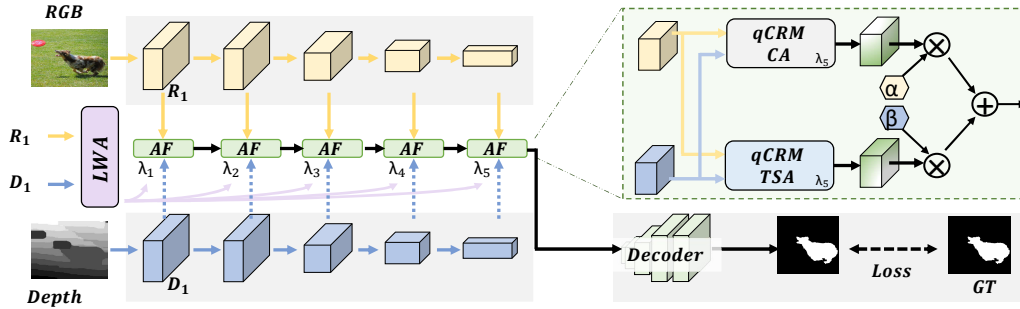 RGB
R₁
R₁
D₁
LWA
AF
AF
AF
AF
AF
λ₁
λ₂
λ₃
λ₄
λ₅
D₁
Depth
qCRM
CA
λ₅
α
β
qCRM
TSA
λ₅
Decoder
Loss
GT